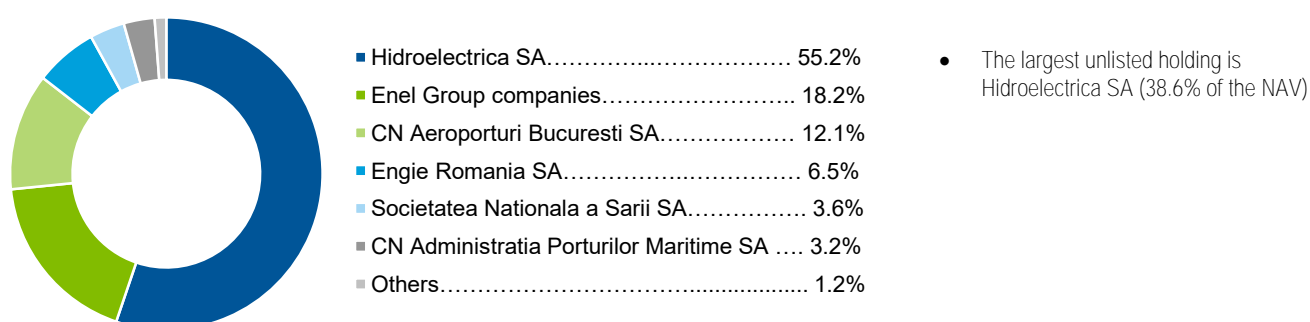 Hidroelectrica SA…………...……………… 55.2%
Enel Group companies…………………….. 18.2%
CN Aeroporturi Bucuresti SA……………… 12.1%
Engie Romania SA……………..……………… 6.5%
Societatea Nationala a Sarii SA……………. 3.6%
CN Administratia Porturilor Maritime SA …. 3.2%
Others…………………………................... 1.2%
● The largest unlisted holding is
Hidroelectrica SA (38.6% of the NAV)